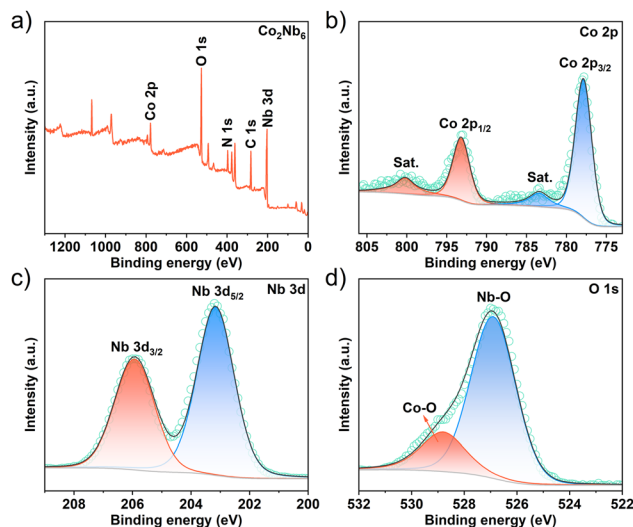 a)
Co₂Nb₆
Co 2p
O 1s
N 1s
C 1s
Nb 3d
Intensity (a.u.)
1200 1000 800 600 400 200 0
Binding energy (eV)
b)
Co 2p
Co 2p₃/₂
Co 2p₁/₂
Sat.
Sat.
Intensity (a.u.)
805 800 795 790 785 780 775
Binding energy (eV)
c)
Nb 3d
Nb 3d₅/₂
Nb 3d₃/₂
Intensity (a.u.)
208 206 204 202 200
Binding energy (eV)
d)
O 1s
Nb-O
Co-O
Intensity (a.u.)
532 530 528 526 524 522
Binding energy (eV)